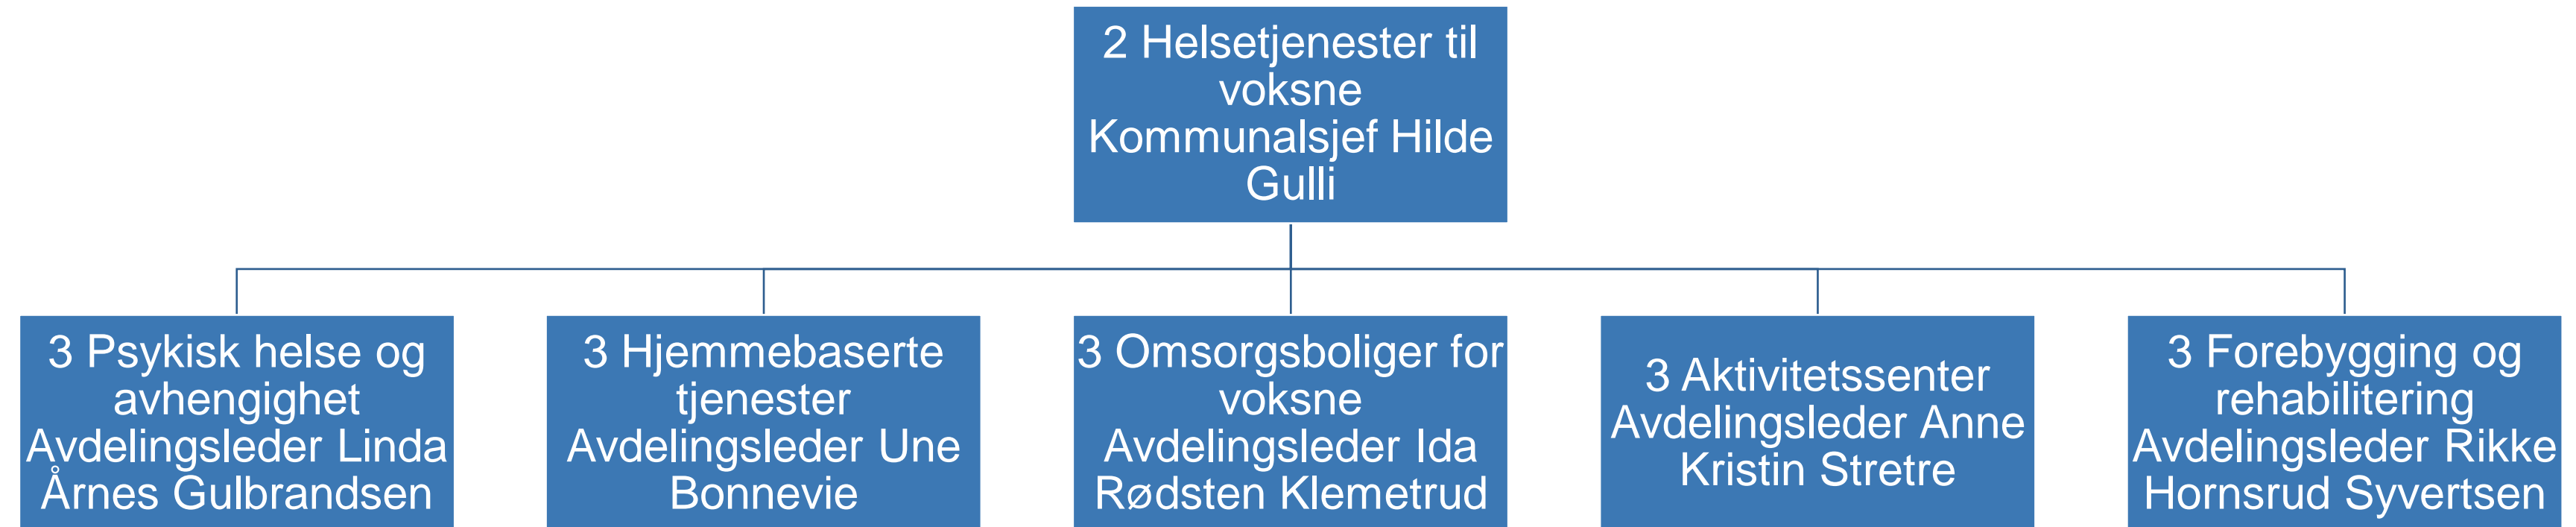 2 Helsetjenester til
voksne
Kommunalsjef Hilde
Gulli
3 Psykisk helse og
avhengighet
Avdelingsleder Linda
Årnes Gulbrandsen
3 Hjemmebaserte
tjenester
Avdelingsleder Une
Bonnevie
3 Omsorgsboliger for
voksne
Avdelingsleder Ida
Rødsten Klemetrud
3 Aktivitetssenter
Avdelingsleder Anne
Kristin Stretre
3 Forebygging og
rehabilitering
Avdelingsleder Rikke
Hornsrud Syvertsen